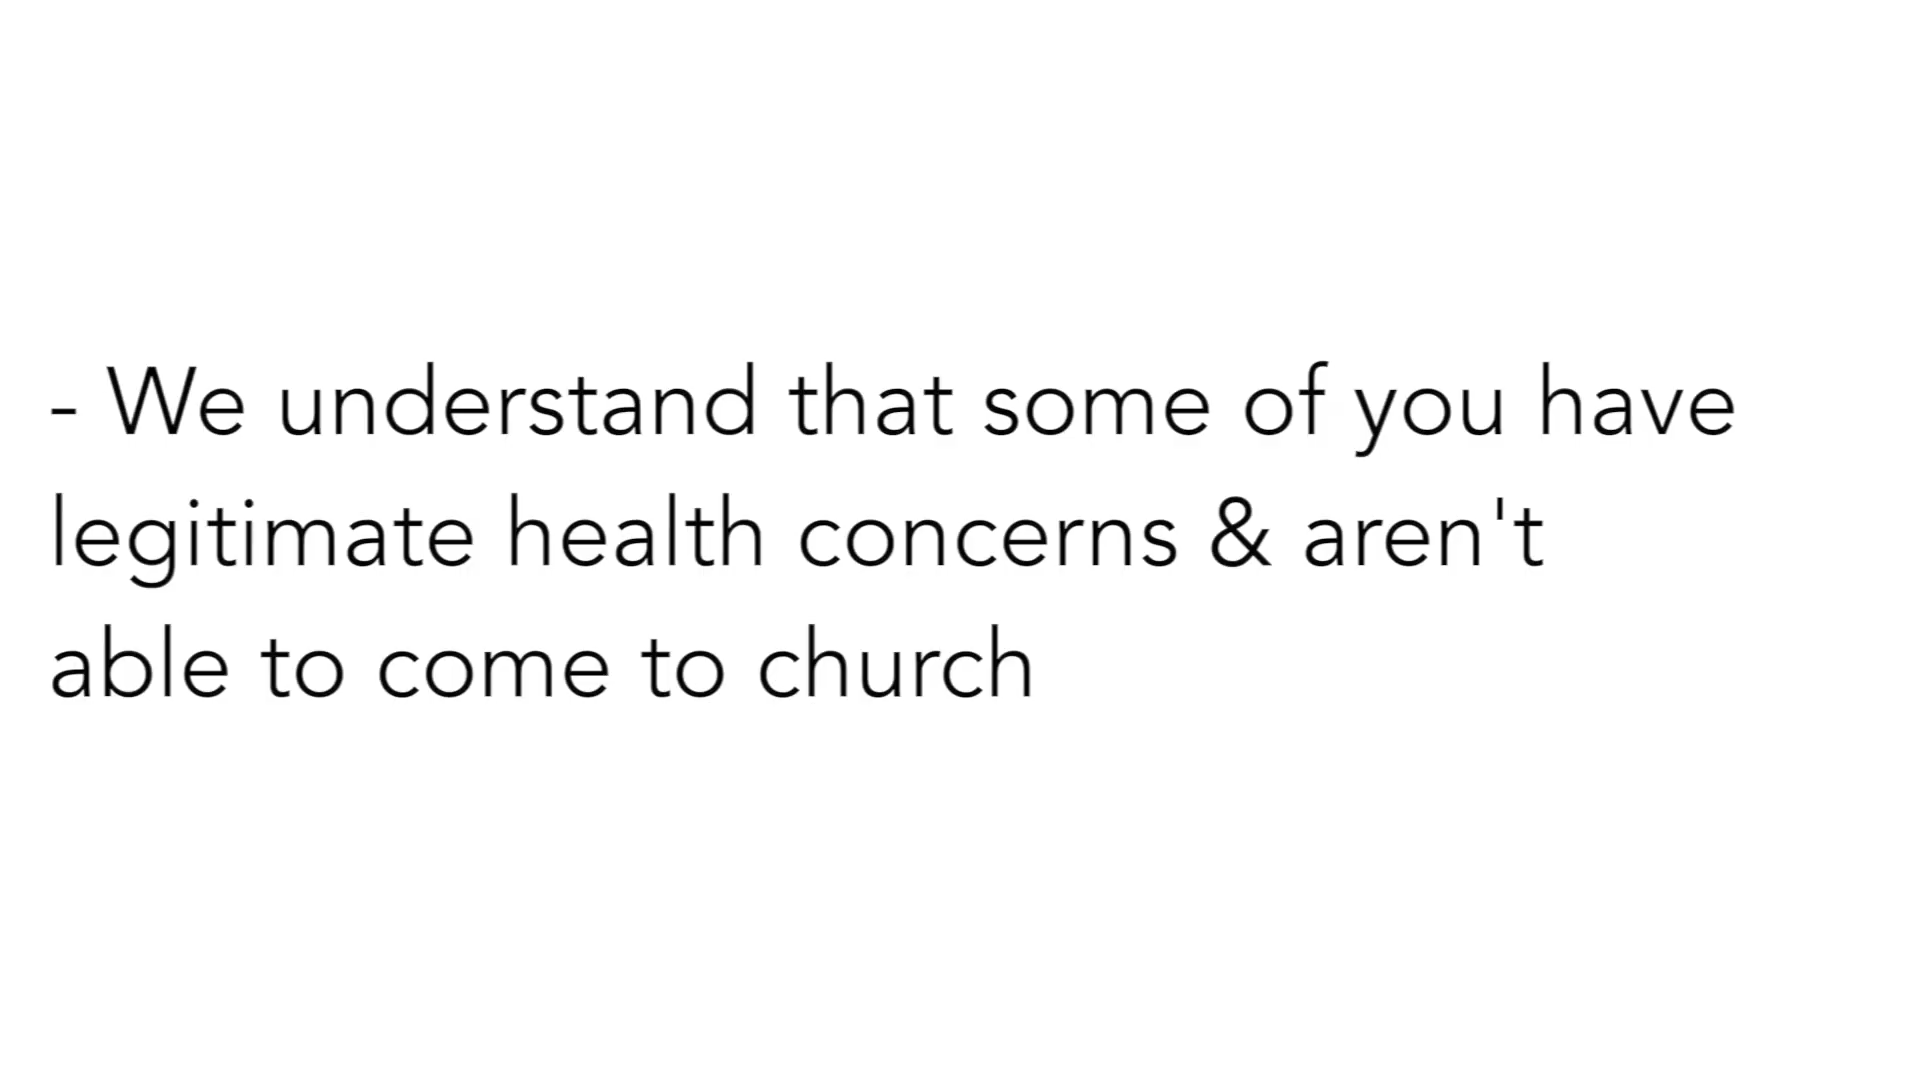 - We understand that some of you have
legitimate health concerns & aren't
able to come to church